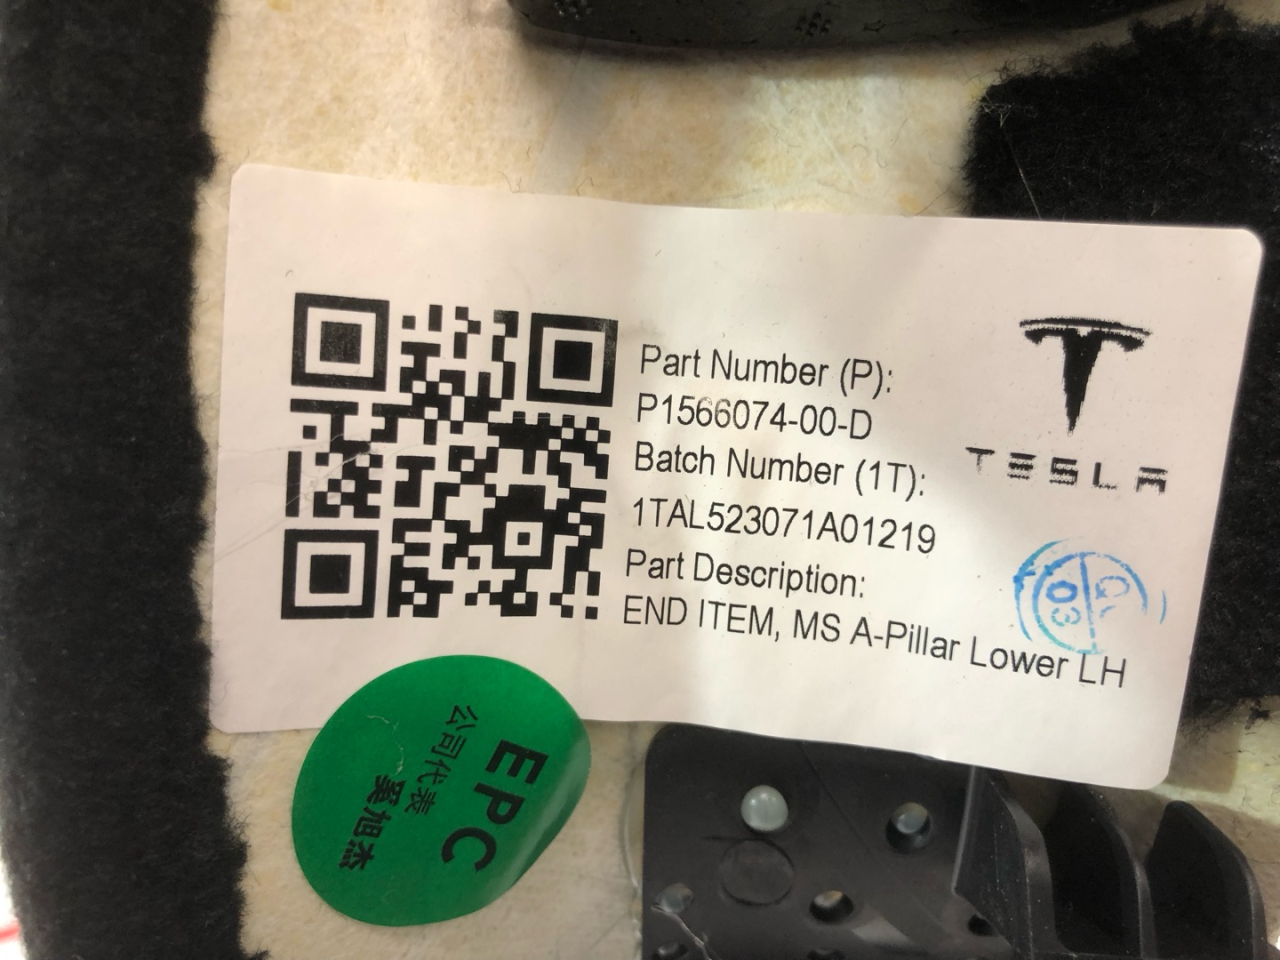 Part Number (P):
P1566074-00-D
Batch Number (1T):
1TAL523071A01219
Part Description:
END ITEM, MS A-Pillar Lower LH
TESLA
03
EPC
公司代表
旭杰